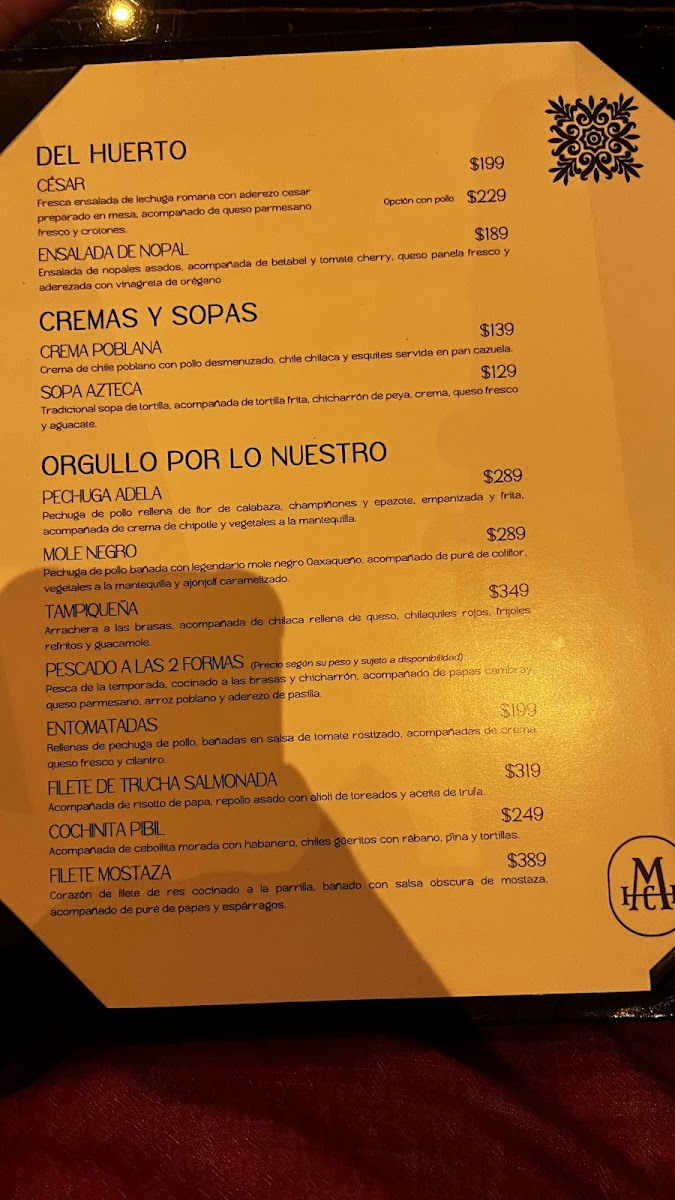 DEL HUERTO
CÉSAR $199
Fresca ensalada de lechuga romana con aderezo cesar
preparado en mesa, acompañado de queso parmesano Opción con pollo $229
fresco y crotones.
ENSALADA DE NOPAL $189
Ensalada de nopales asados, acompañada de betabel y tomate cherry, queso panela fresco y
aderezada con vinagreta de orégano
CREMAS Y SOPAS
CREMA POBLANA $139
Crema de chile poblano con pollo desmenuzado, chile chilaca y esquites servida en pan cazuela.
SOPA AZTECA $129
Tradicional sopa de tortilla, acompañada de tortilla frita, chicharrón de peya, crema, queso fresco
y aguacate.
ORGULLO POR LO NUESTRO
PECHUGA ADELA $289
Pechuga de pollo rellena de flor de calabaza, champiñones y epazote, empanizada y frita,
acompañada de crema de chipotle y vegetales a la mantequilla.
MOLE NEGRO $289
Pechuga de pollo bañada con legendario mole negro Oaxaqueño, acompañado de puré de coliflor,
vegetales a la mantequilla y ajonjolí caramelizado.
TAMPIQUEÑA $349
Arrachera a las brasas, acompañada de chilaca rellena de queso, chilaquiles rojos, frijoles
refritos y guacamole.
PESCADO A LAS 2 FORMAS (Precio según su peso y sujeto a disponibilidad)
Pesca de la temporada, cocinado a las brasas y chicharrón, acompañado de papas cambray,
queso parmesano, arroz poblano y aderezo de pasilla.
ENTOMATADAS $199
Rellenas de pechuga de pollo, bañadas en salsa de tomate rostizado, acompañadas de crema,
queso fresco y cilantro.
FILETE DE TRUCHA SALMONADA $319
Acompañada de risotto de papa, repollo asado con alioli de toreados y aceite de trufa.
COCHINITA PIBIL $249
Acompañada de cebollita morada con habanero, chiles güeritos con rábano, piña y tortillas.
FILETE MOSTAZA $389
Corazón de filete de res cocinado a la parrilla, bañado con salsa obscura de mostaza,
acompañado de puré de papas y espárragos.